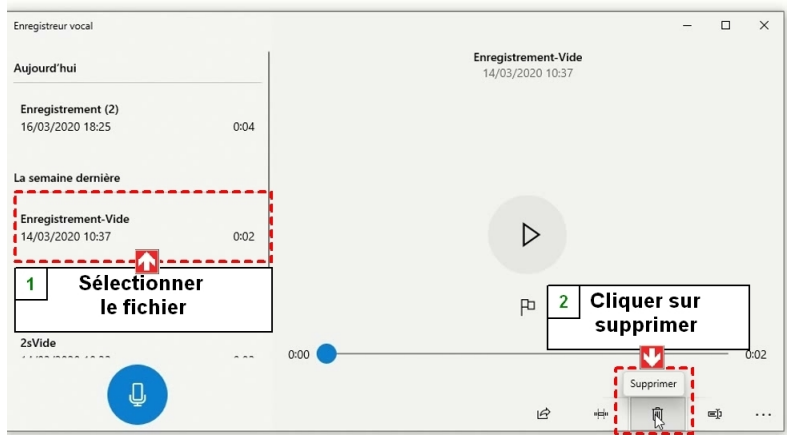 Enregistreur vocal
Aujourd'hui
Enregistrement (2)
16/03/2020 18:25 0:04
La semaine dernière
Enregistrement-Vide
14/03/2020 10:37 0:02
1 Sélectionner
le fichier
2sVide
Enregistrement-Vide
14/03/2020 10:37
2 Cliquer sur
supprimer
0:00 0:02
Supprimer